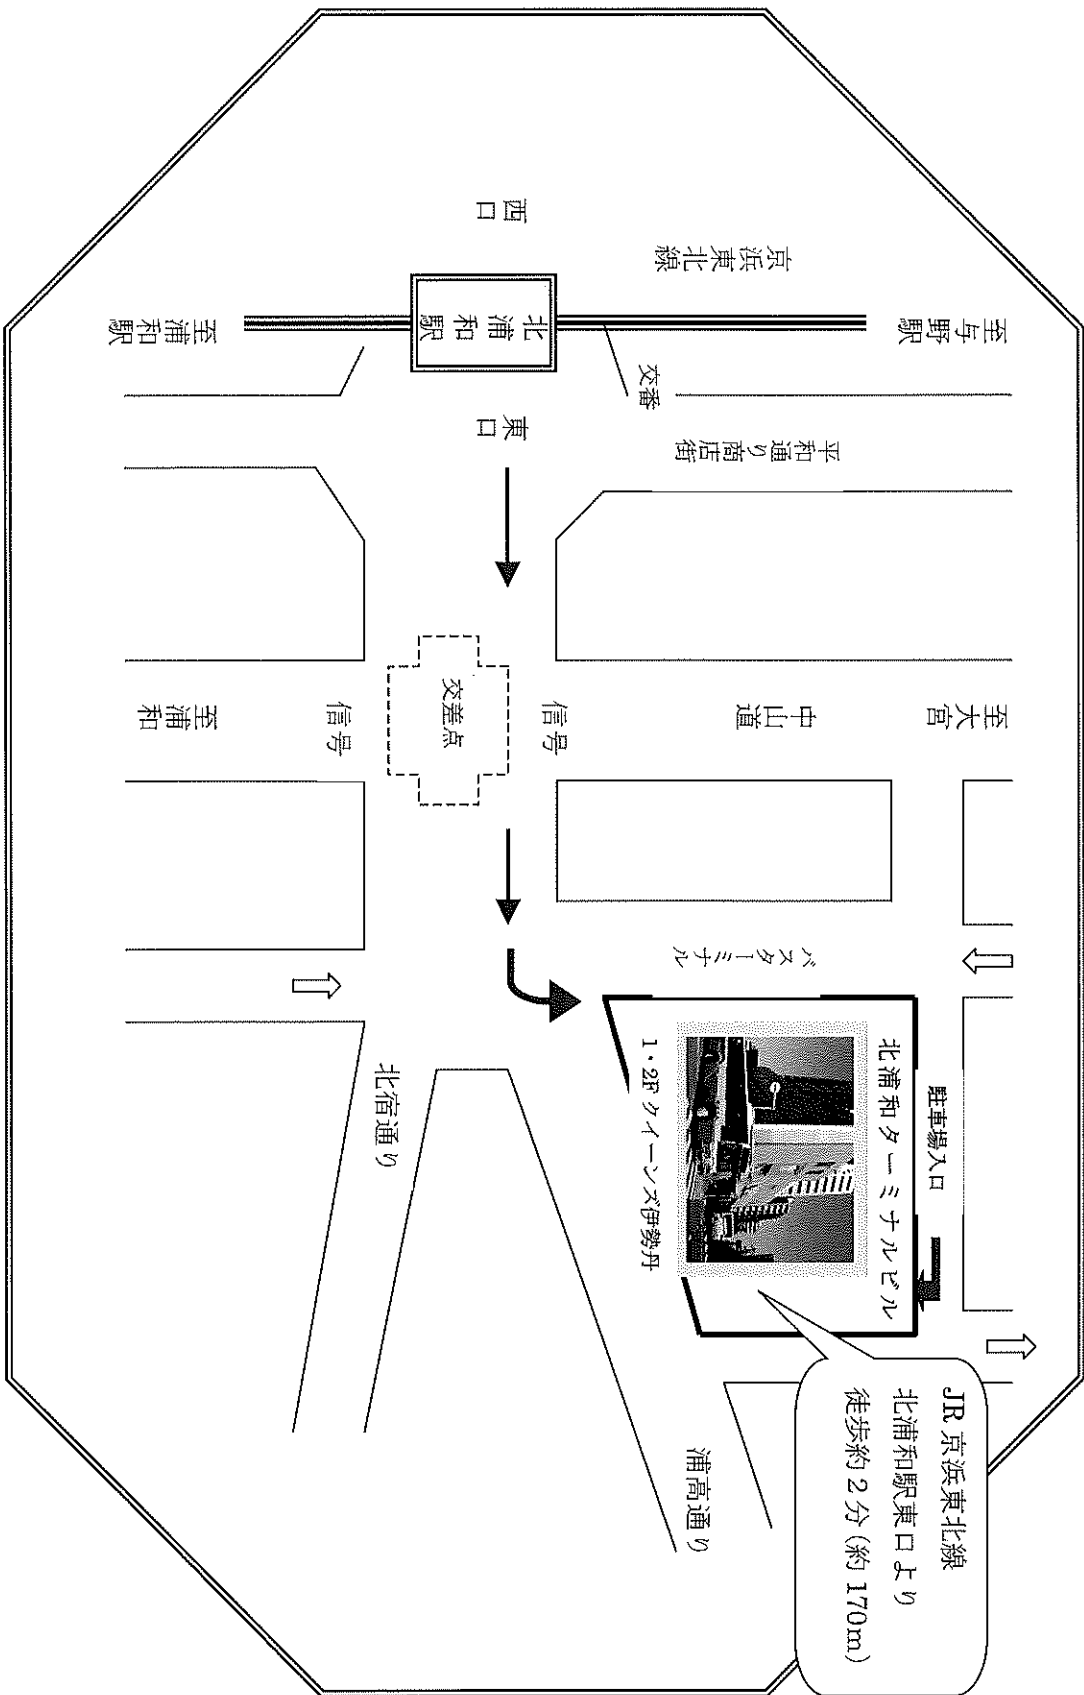 至与野駅
京浜東北線
交番
平和通り商店街
北浦和駅
西口
東口
至浦和駅
至大宮
中山道
信号
交差点
信号
至浦和
バスターミナル
駐車場入口
北浦和ターミナルビル
1・2F クイーンズ伊勢丹
北宿通り
浦高通り
JR 京浜東北線
北浦和駅東口より
徒歩約2分(約 170m)